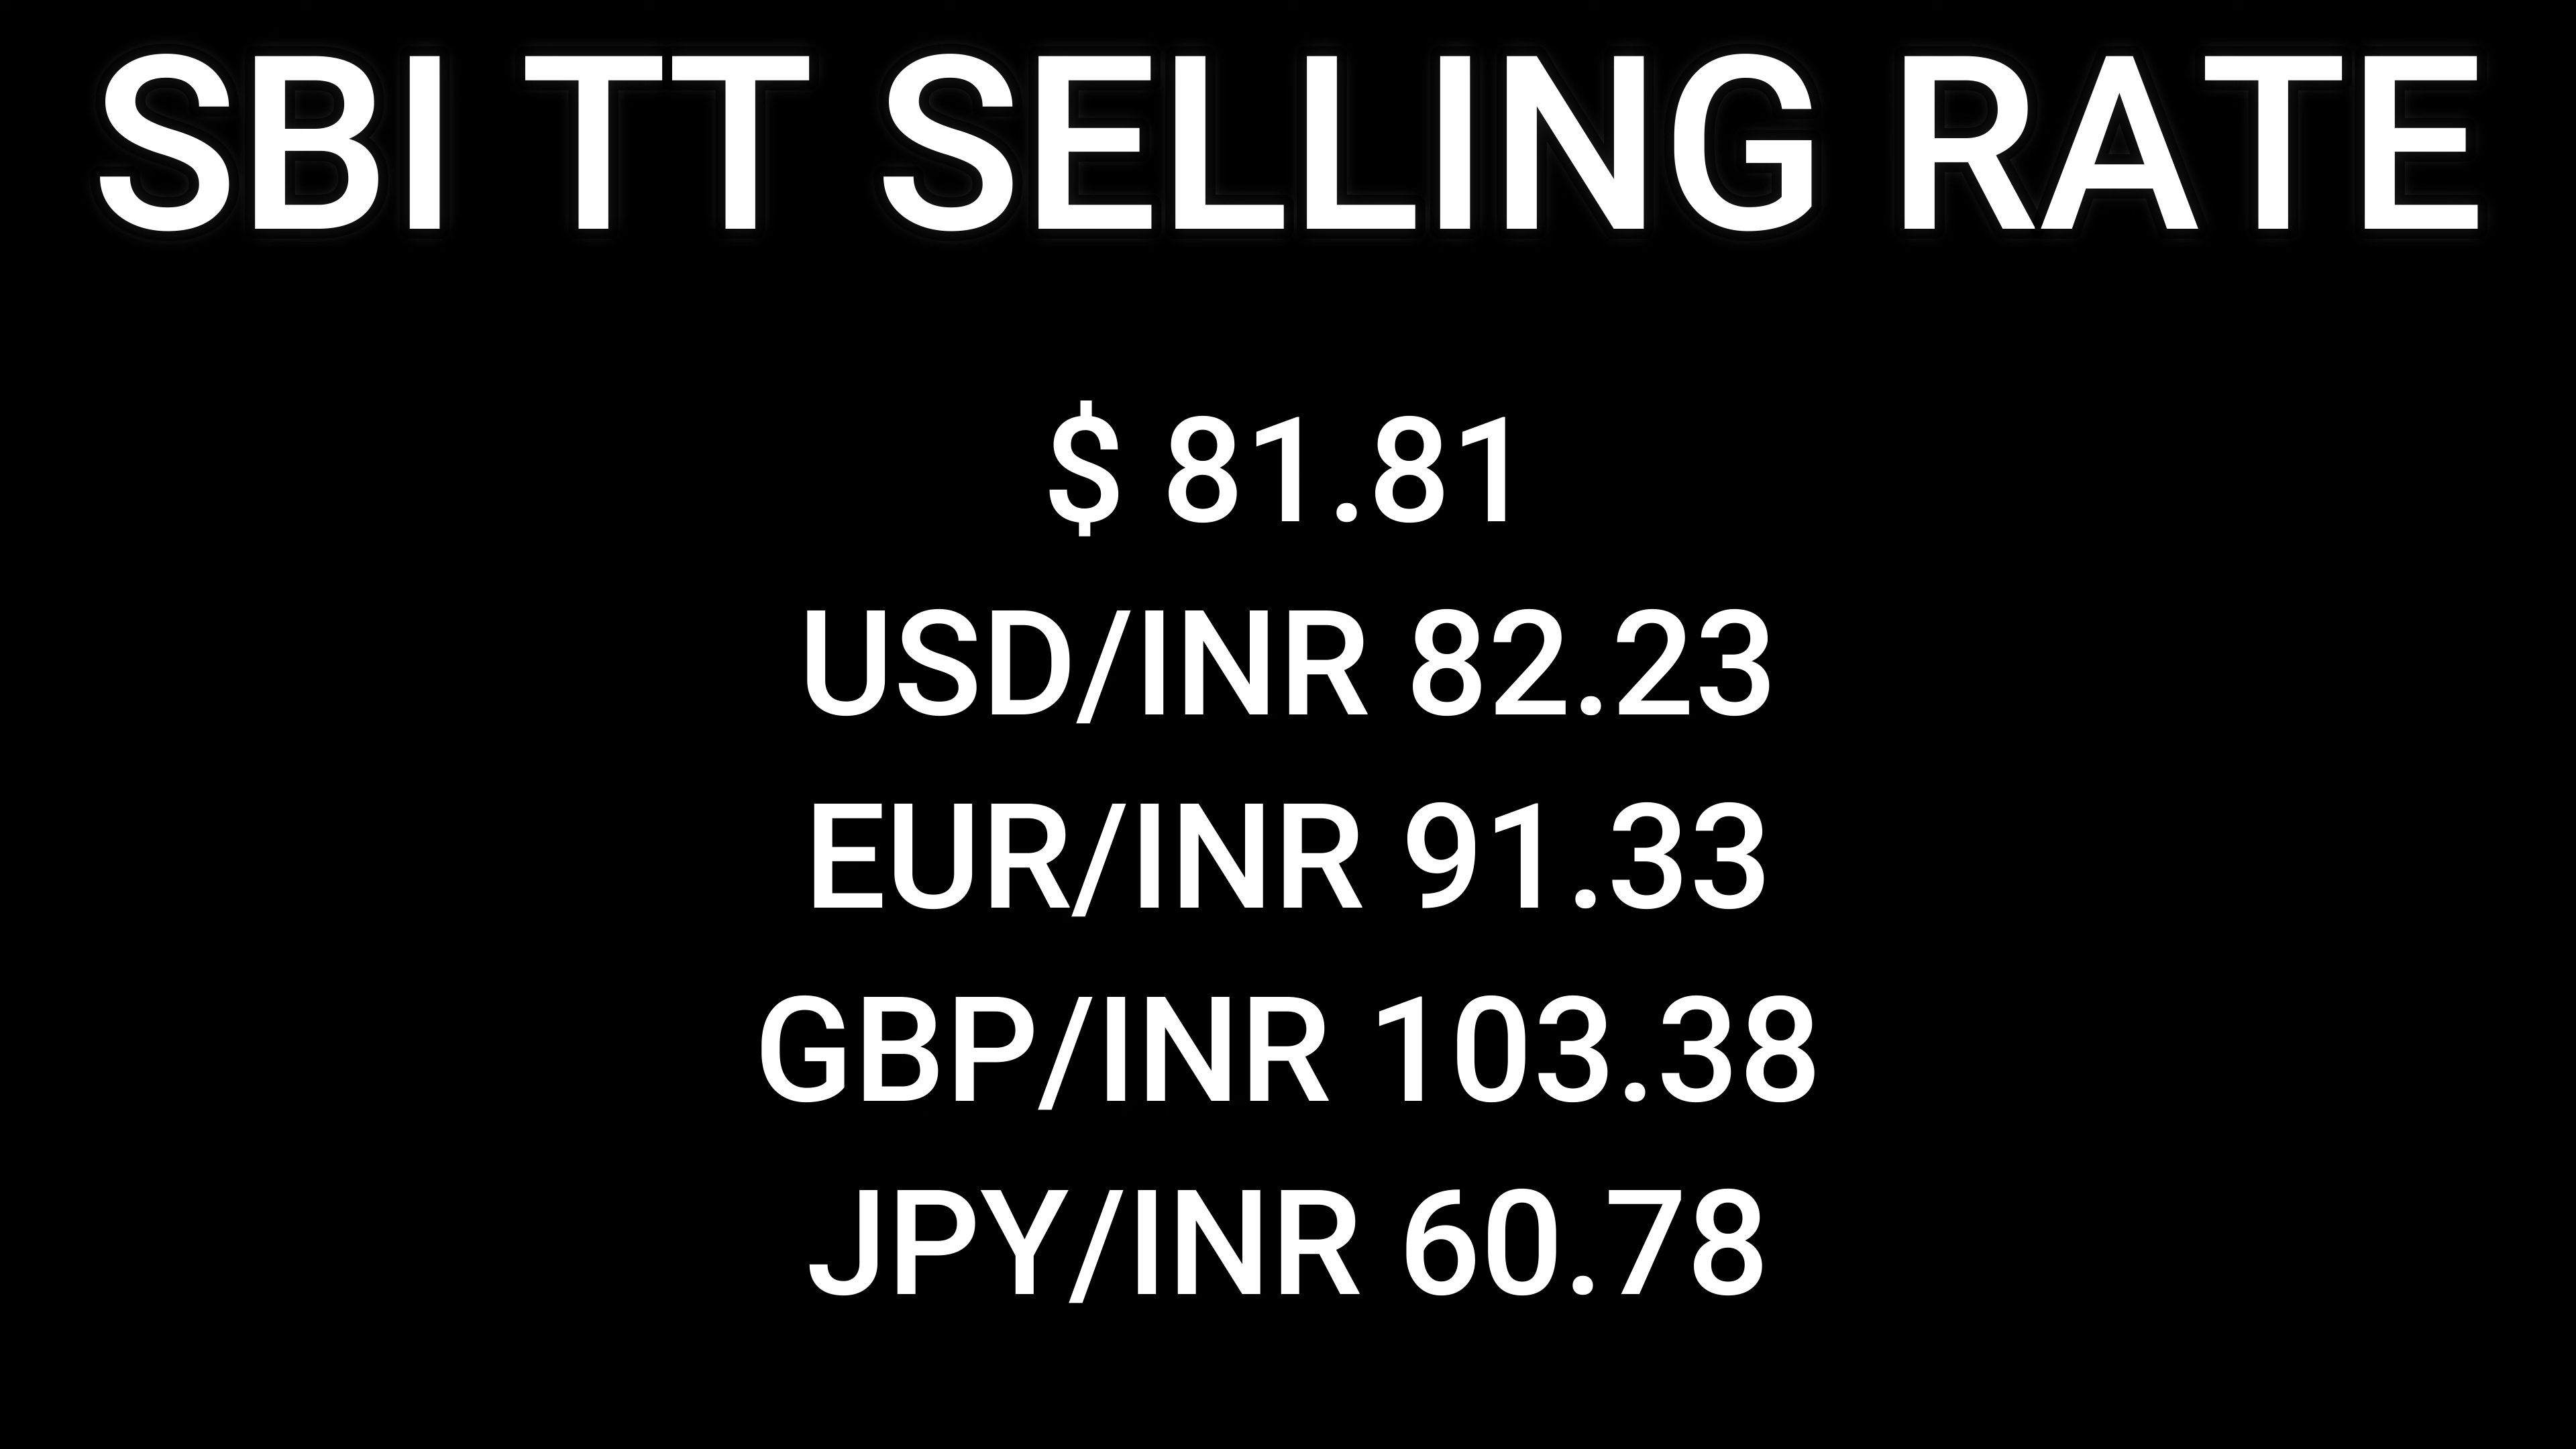 SBI TT SELLING RATE
$ 81.81
USD/INR 82.23
EUR/INR 91.33
GBP/INR 103.38
JPY/INR 60.78